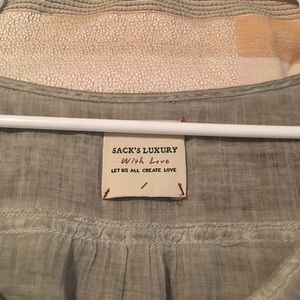 SACK'S LUXURY
With Love
LET US ALL CREATE LOVE